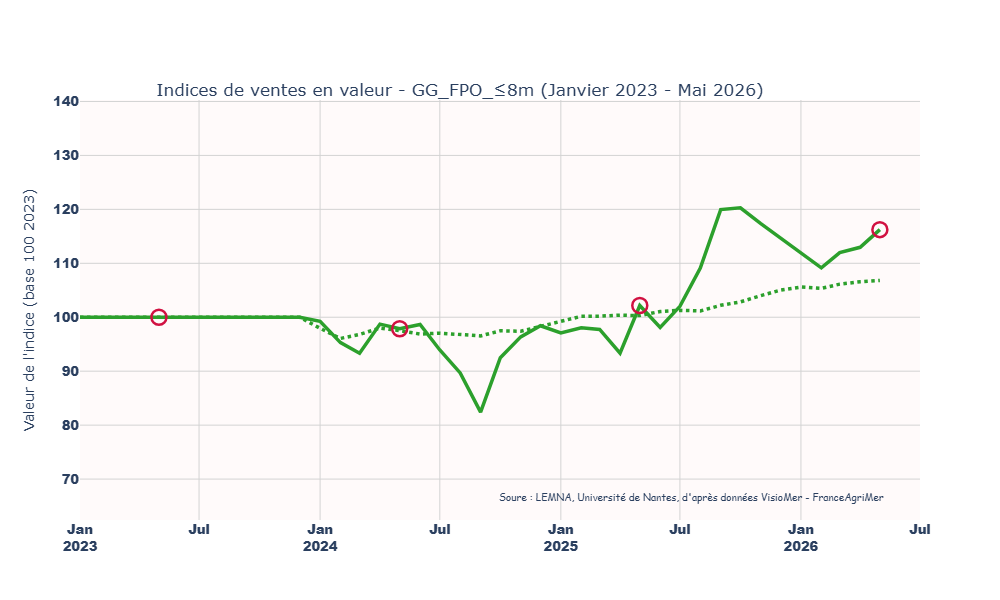 Indices de ventes en valeur - GG_FPO_≤8m (Janvier 2023 - Mai 2026)
Valeur de l'indice (base 100 2023)
140
130
120
110
100
90
80
70
Soure : LEMNA, Université de Nantes, d'après données VisioMer - FranceAgriMer
Jan Jul Jan Jul Jan Jul Jan Jul
2023 2024 2025 2026